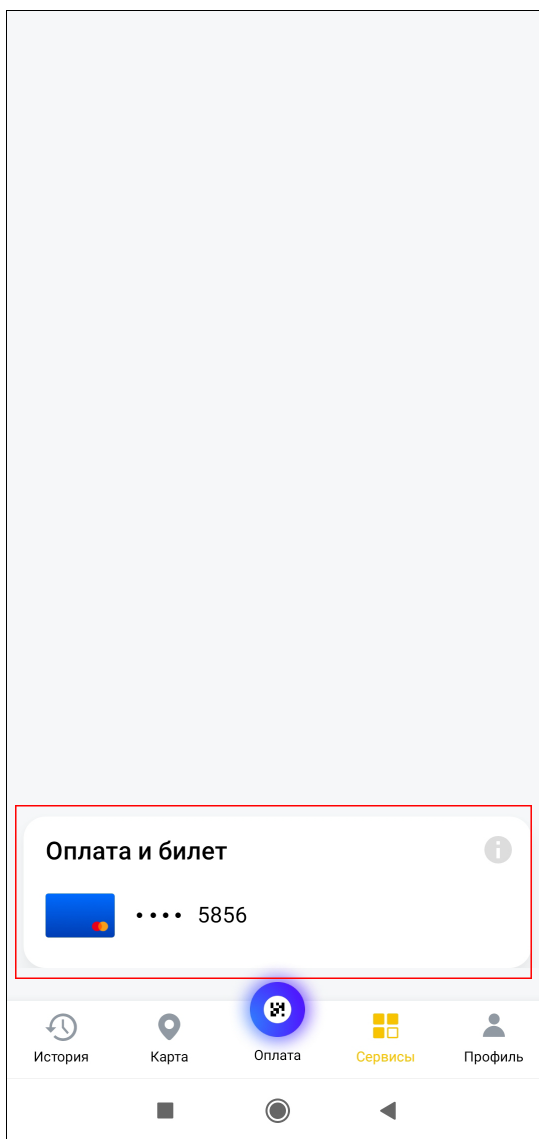 Оплата и билет
•••• 5856
История
Карта
Оплата
Сервисы
Профиль